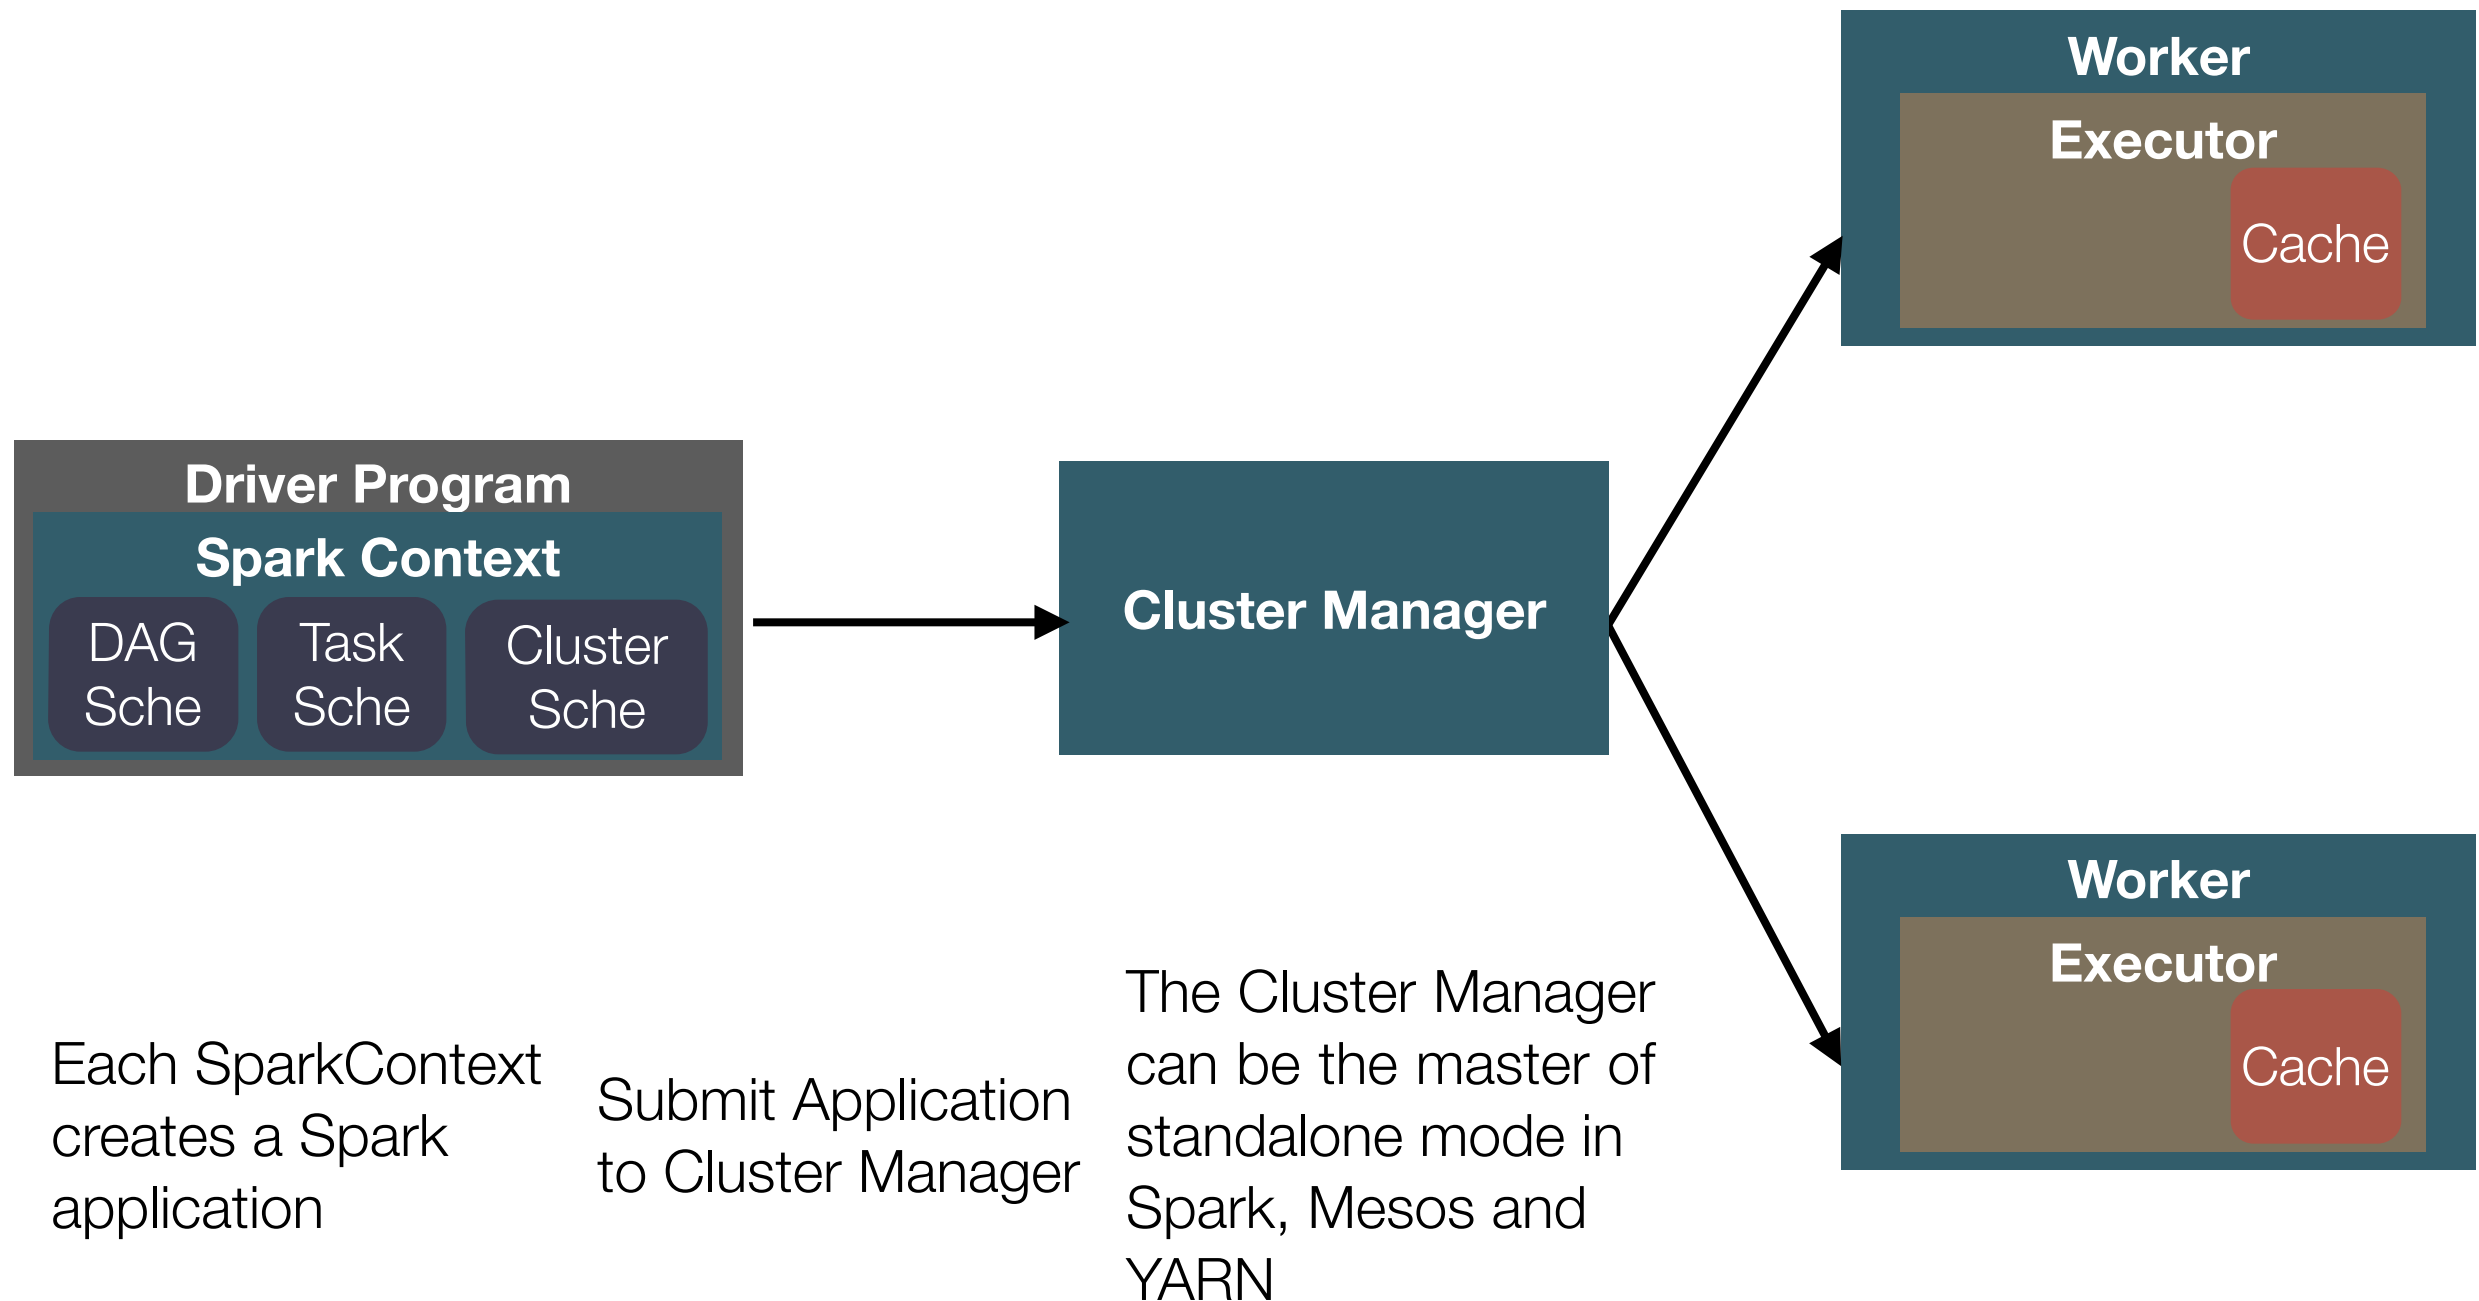 Driver Program
Spark Context
DAG
Sche
Task
Sche
Cluster
Sche
Cluster Manager
Worker
Executor
Cache
Worker
Executor
Cache
Each SparkContext
creates a Spark
application
Submit Application
to Cluster Manager
The Cluster Manager
can be the master of
standalone mode in
Spark, Mesos and
YARN